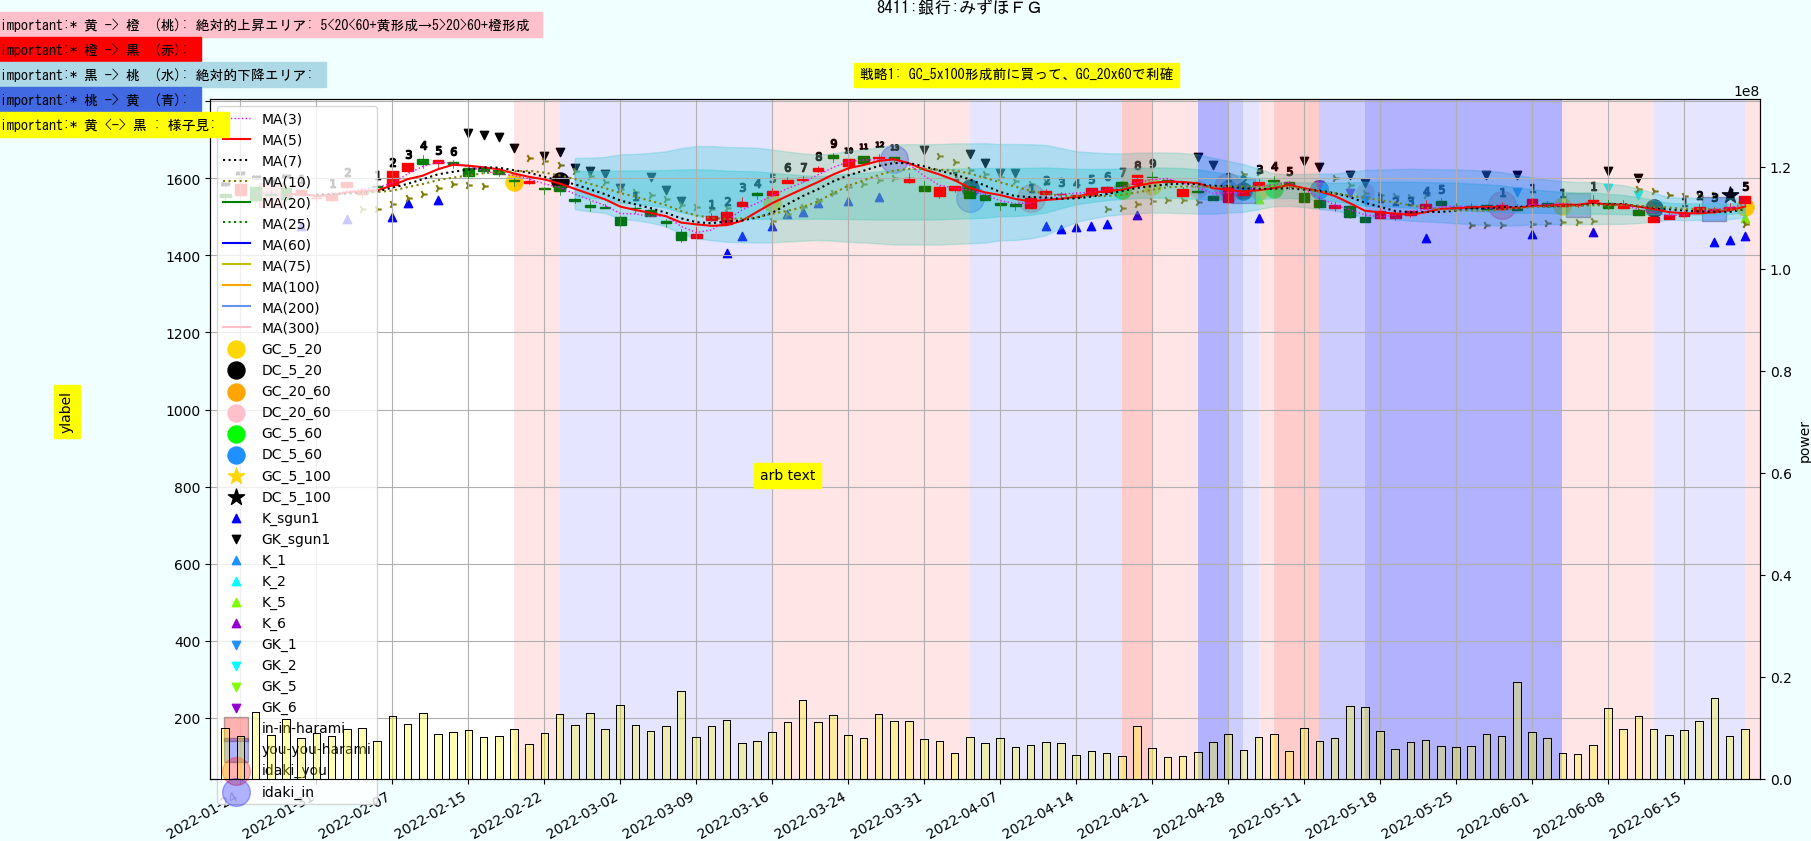 8411:銀行:みずほＦＧ
important:* 黄 -> 橙 （桃）: 絶対的上昇エリア: 5<20<60+黄形成→5>20>60+橙形成
important:* 橙 -> 黒 （赤）:
important:* 黒 -> 桃 （水）: 絶対的下降エリア:
戦略1: GC_5x100形成前に買って、GC_20x60で利確
important:* 桃 -> 黄 （青）:
important:* 黄 <-> 黒 : 様子見:
1e8
MA(3)
MA(5)
MA(7)
MA(10)
MA(20)
MA(25)
MA(60)
MA(75)
MA(100)
MA(200)
MA(300)
GC_5_20
DC_5_20
GC_20_60
DC_20_60
GC_5_60
DC_5_60
GC_5_100
DC_5_100
K_sgun1
GK_sgun1
K_1
K_2
K_5
K_6
GK_1
GK_2
GK_5
GK_6
in-in-harami
you-you-harami
idaki_you
idaki_in
1600
1400
1200
1000
800
600
400
200
ylabel
arb text
1.2
1.0
0.8
0.6
0.4
0.2
0.0
power
2022-02-07
2022-02-15
2022-02-22
2022-03-02
2022-03-09
2022-03-16
2022-03-24
2022-03-31
2022-04-07
2022-04-14
2022-04-21
2022-04-28
2022-05-11
2022-05-18
2022-05-25
2022-06-01
2022-06-08
2022-06-15